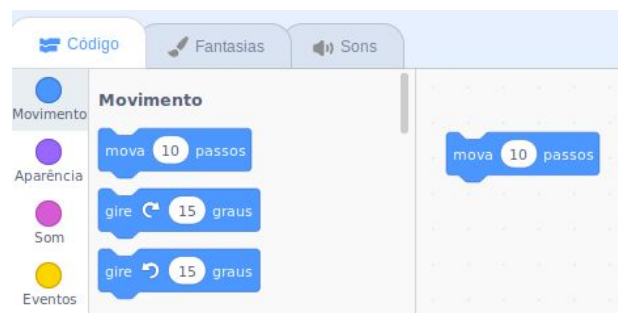 Código
Fantasias
Sons
Movimento
Aparência
Som
Eventos
Movimento
mova 10 passos
gire 15 graus
gire 15 graus
mova 10 passos